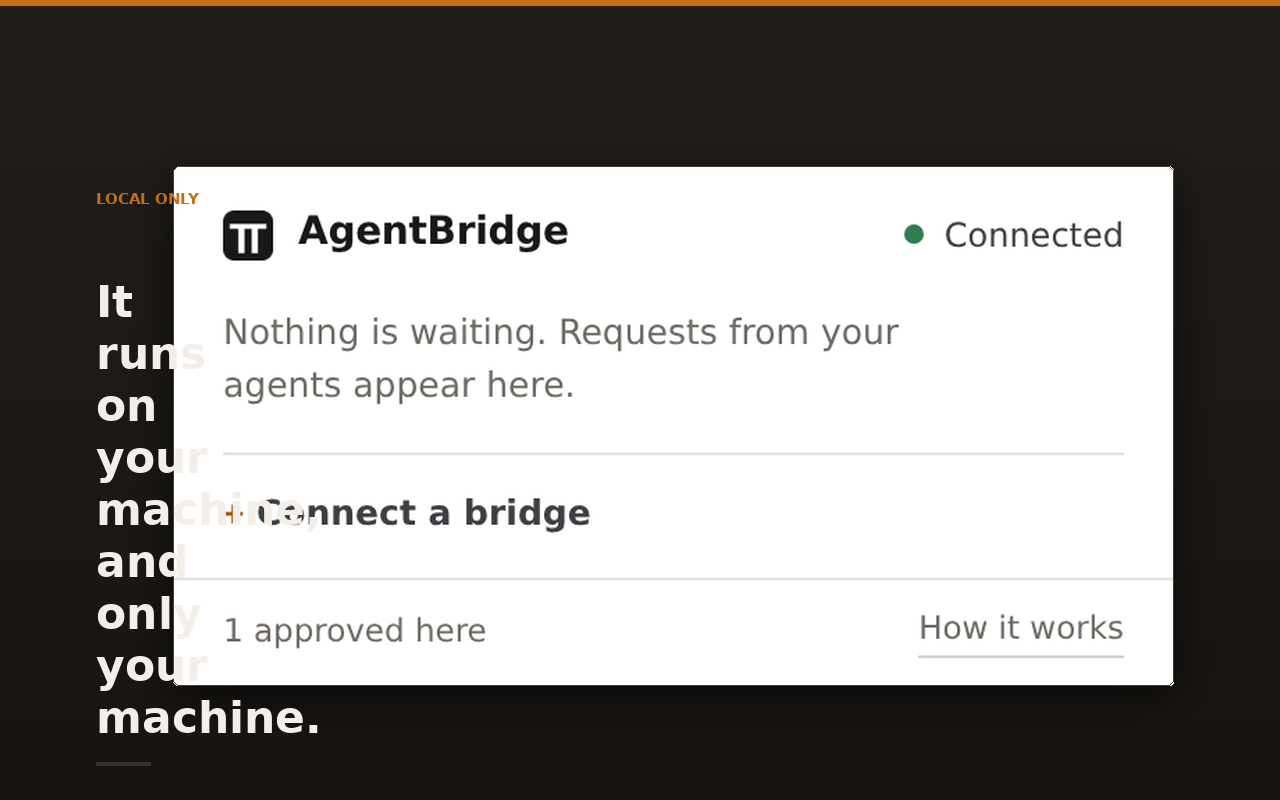 LOCAL ONLY
It
runs
on
your
machine,
and
only
your
machine.
AgentBridge
Connected
Nothing is waiting. Requests from your
agents appear here.
+ Connect a bridge
1 approved here
How it works